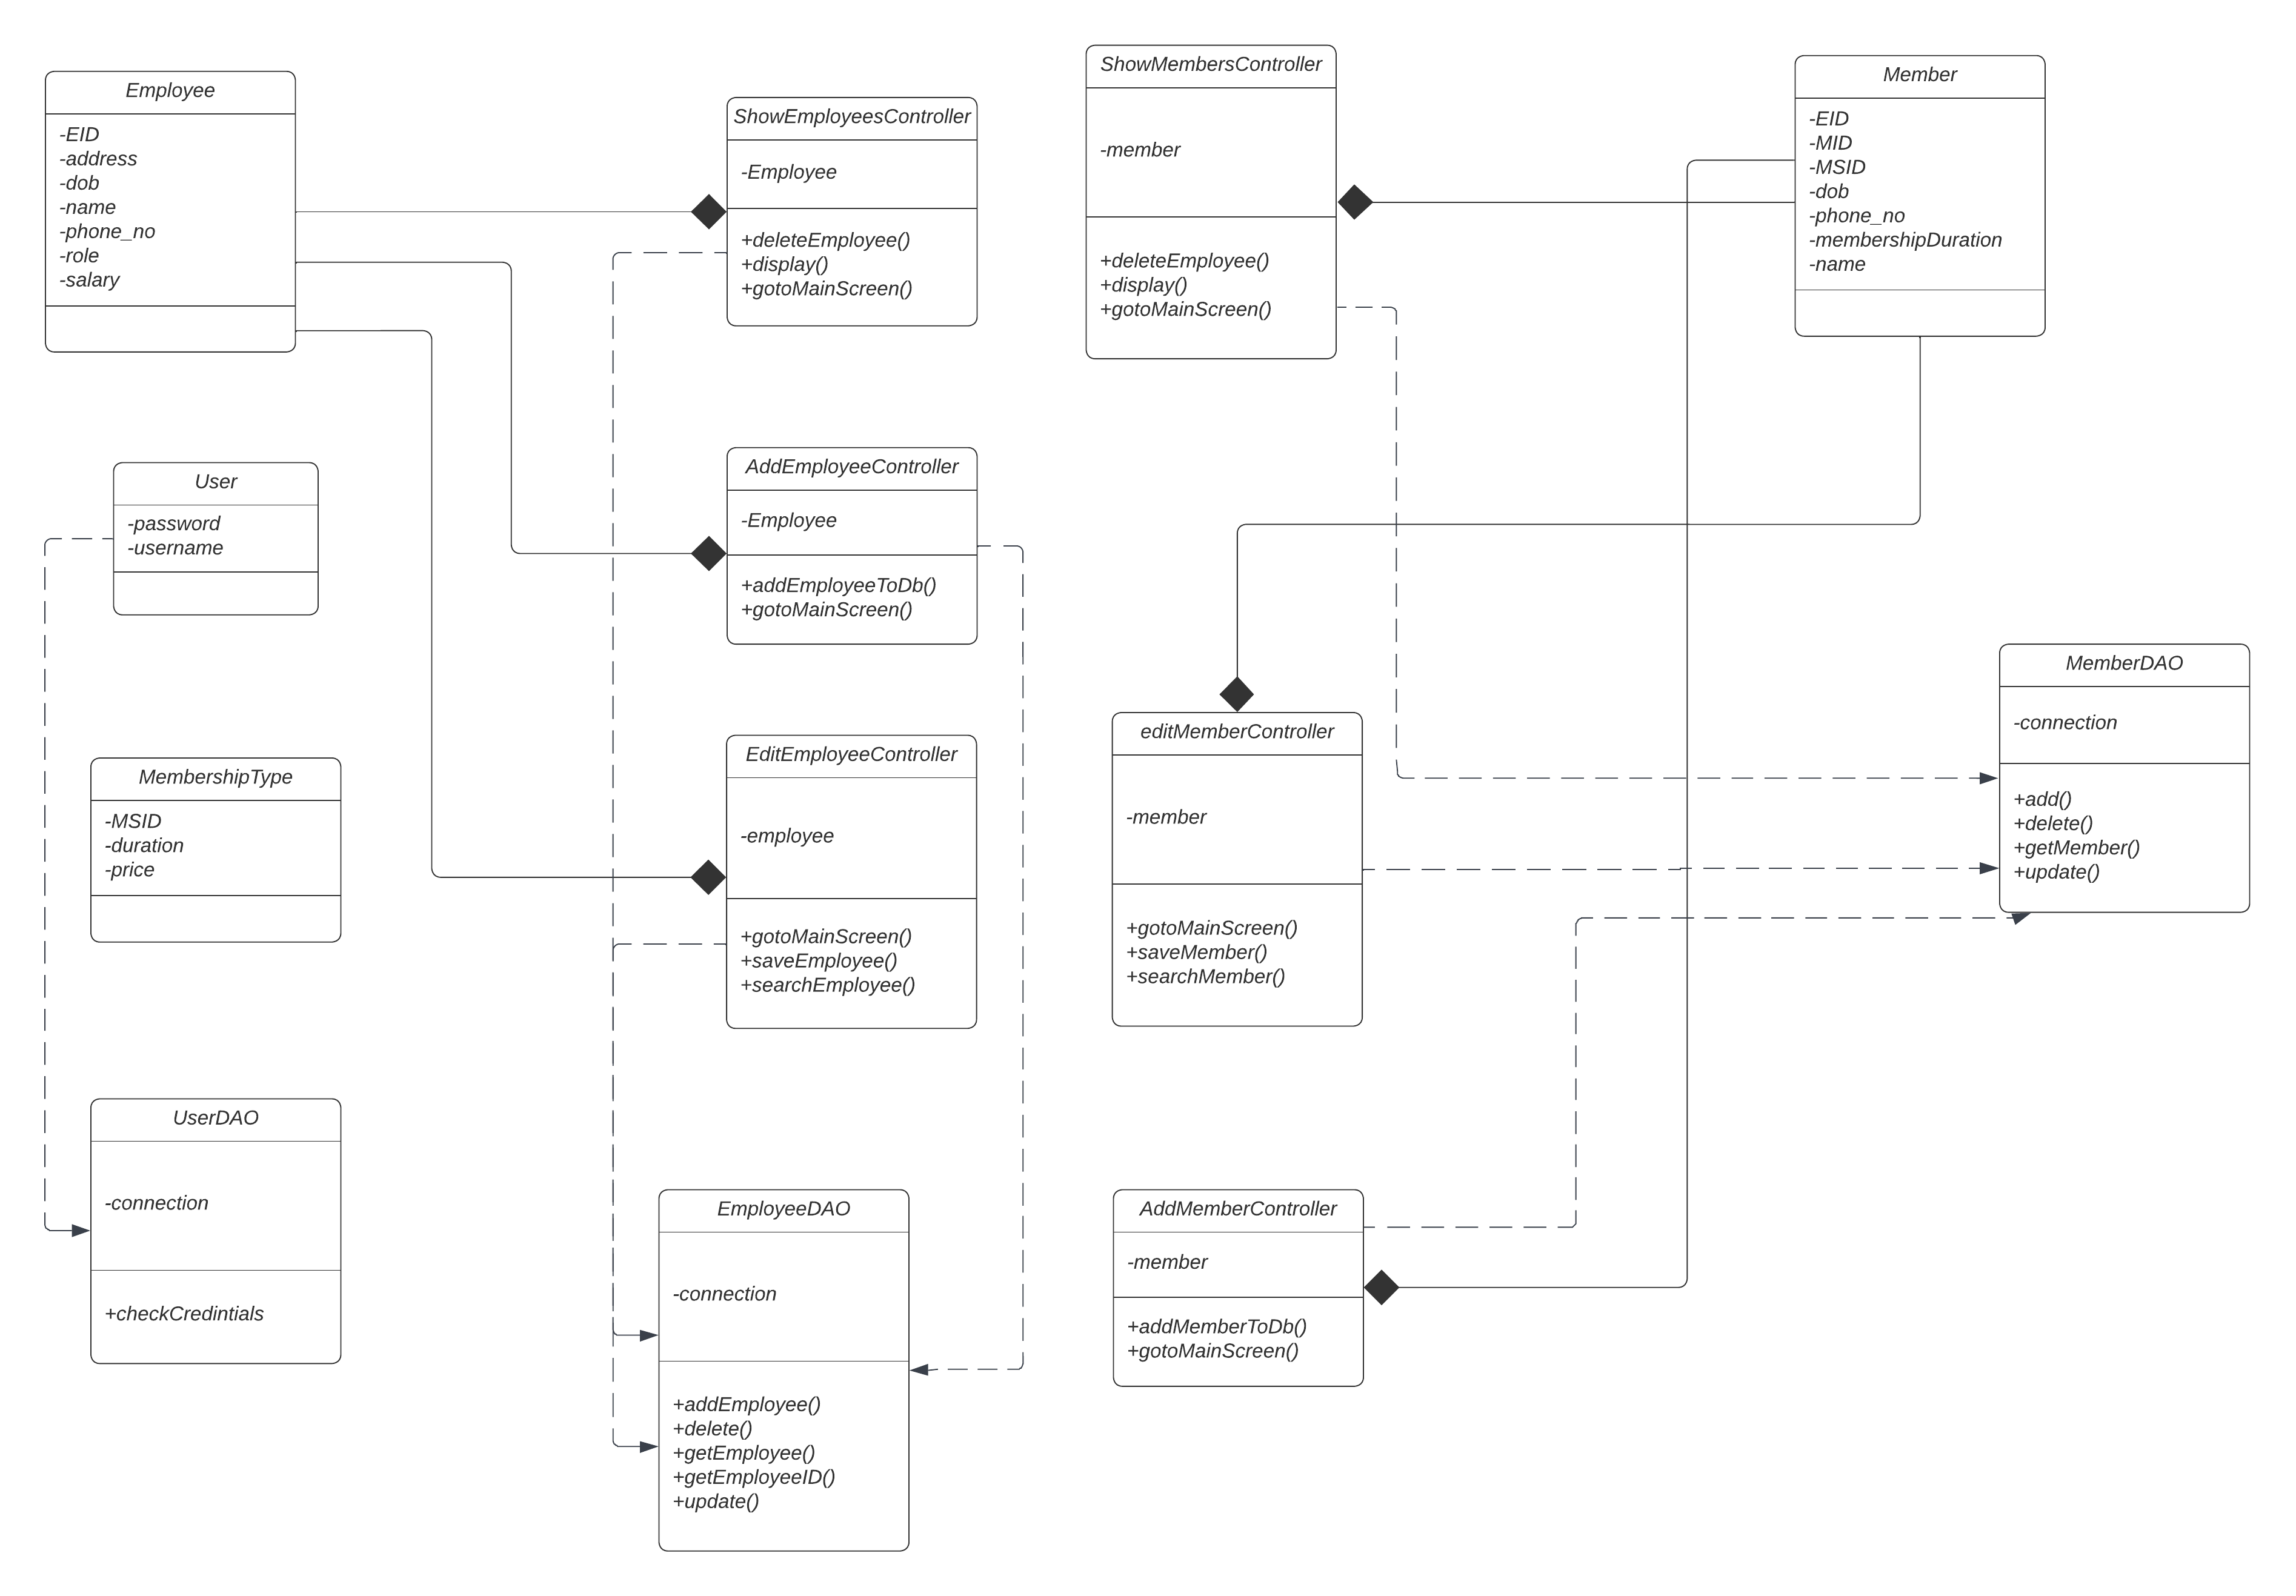 Employee
-EID
-address
-dob
-name
-phone_no
-role
-salary
ShowEmployeesController
-Employee
+deleteEmployee()
+display()
+gotoMainScreen()
ShowMembersController
-member
+deleteEmployee()
+display()
+gotoMainScreen()
Member
-EID
-MID
-MSID
-dob
-phone_no
-membershipDuration
-name
User
-password
-username
AddEmployeeController
-Employee
+addEmployeeToDb()
+gotoMainScreen()
MembershipType
-MSID
-duration
-price
EditEmployeeController
-employee
+gotoMainScreen()
+saveEmployee()
+searchEmployee()
editMemberController
-member
+gotoMainScreen()
+saveMember()
+searchMember()
MemberDAO
-connection
+add()
+delete()
+getMember()
+update()
UserDAO
-connection
+checkCredintials
EmployeeDAO
-connection
+addEmployee()
+delete()
+getEmployee()
+getEmployeeID()
+update()
AddMemberController
-member
+addMemberToDb()
+gotoMainScreen()